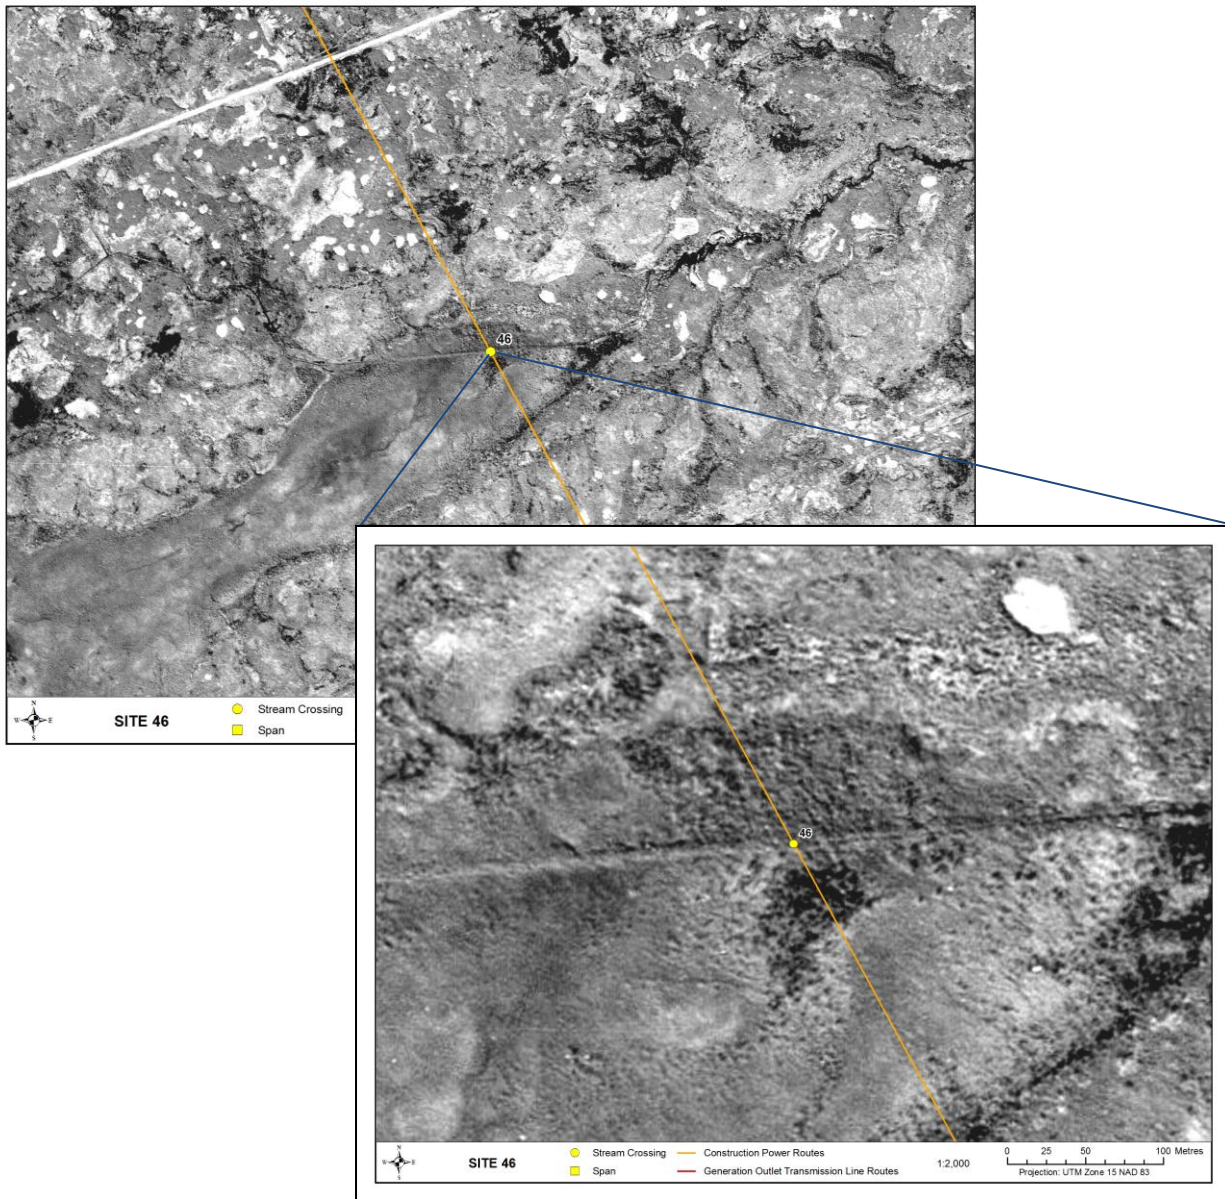 46
N
W E
S
SITE 46
Stream Crossing
Span
46
N
W E
S
SITE 46
Stream Crossing
Span
Construction Power Routes
Generation Outlet Transmission Line Routes
1:2,000
0 25 50 100 Metres
Projection: UTM Zone 15 NAD 83